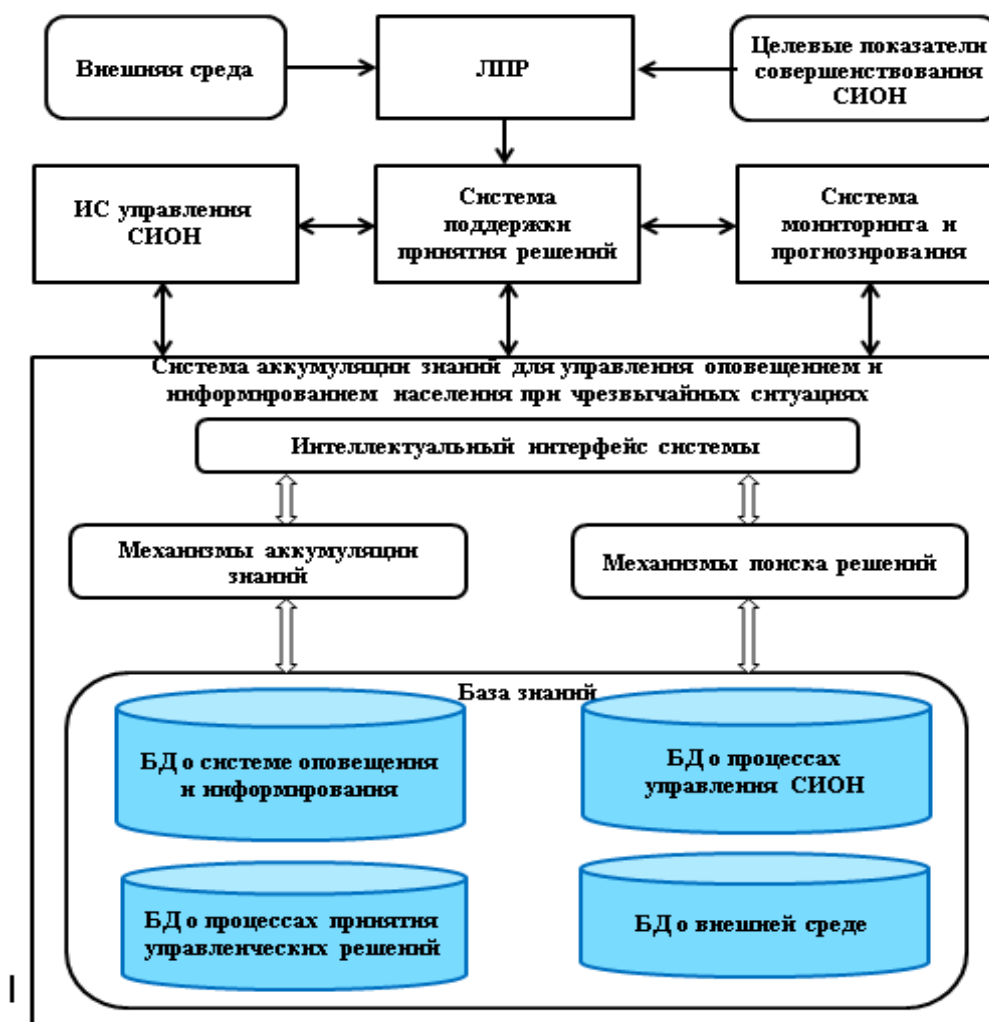 Внешняя среда
ЛПР
Целевые показатели
совершенствования
СИОН
ИС управления
СИОН
Система
поддержки
принятия решений
Система
мониторинга и
прогнозирования
Система аккумуляции знаний для управления оповещением и
информированием населения при чрезвычайных ситуациях
Интеллектуальный интерфейс системы
Механизмы аккумуляции
знаний
Механизмы поиска решений
База знаний
БД о системе оповещения
и информирования
БД о процессах
управления СИОН
БД о процессах принятия
управленческих решений
БД о внешней среде